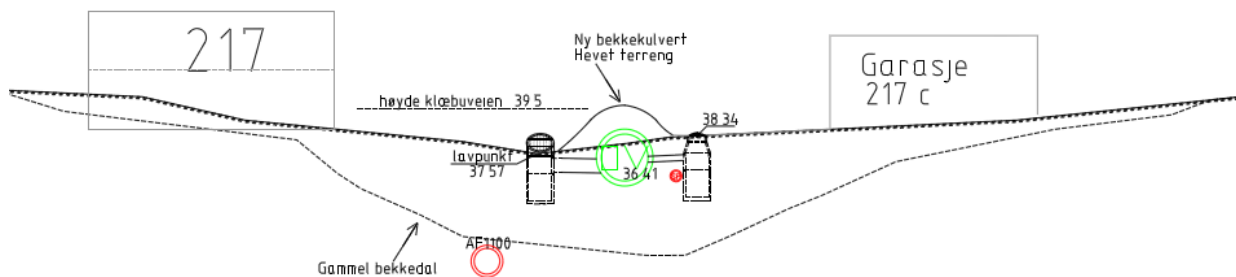 217
Ny bekkekulvert
Hevet terreng
Garasje
217 c
høyde klæbuveien 39 5
38 34
lavpunkt
37 57
36 41
AF1100
Gammel bekkedal